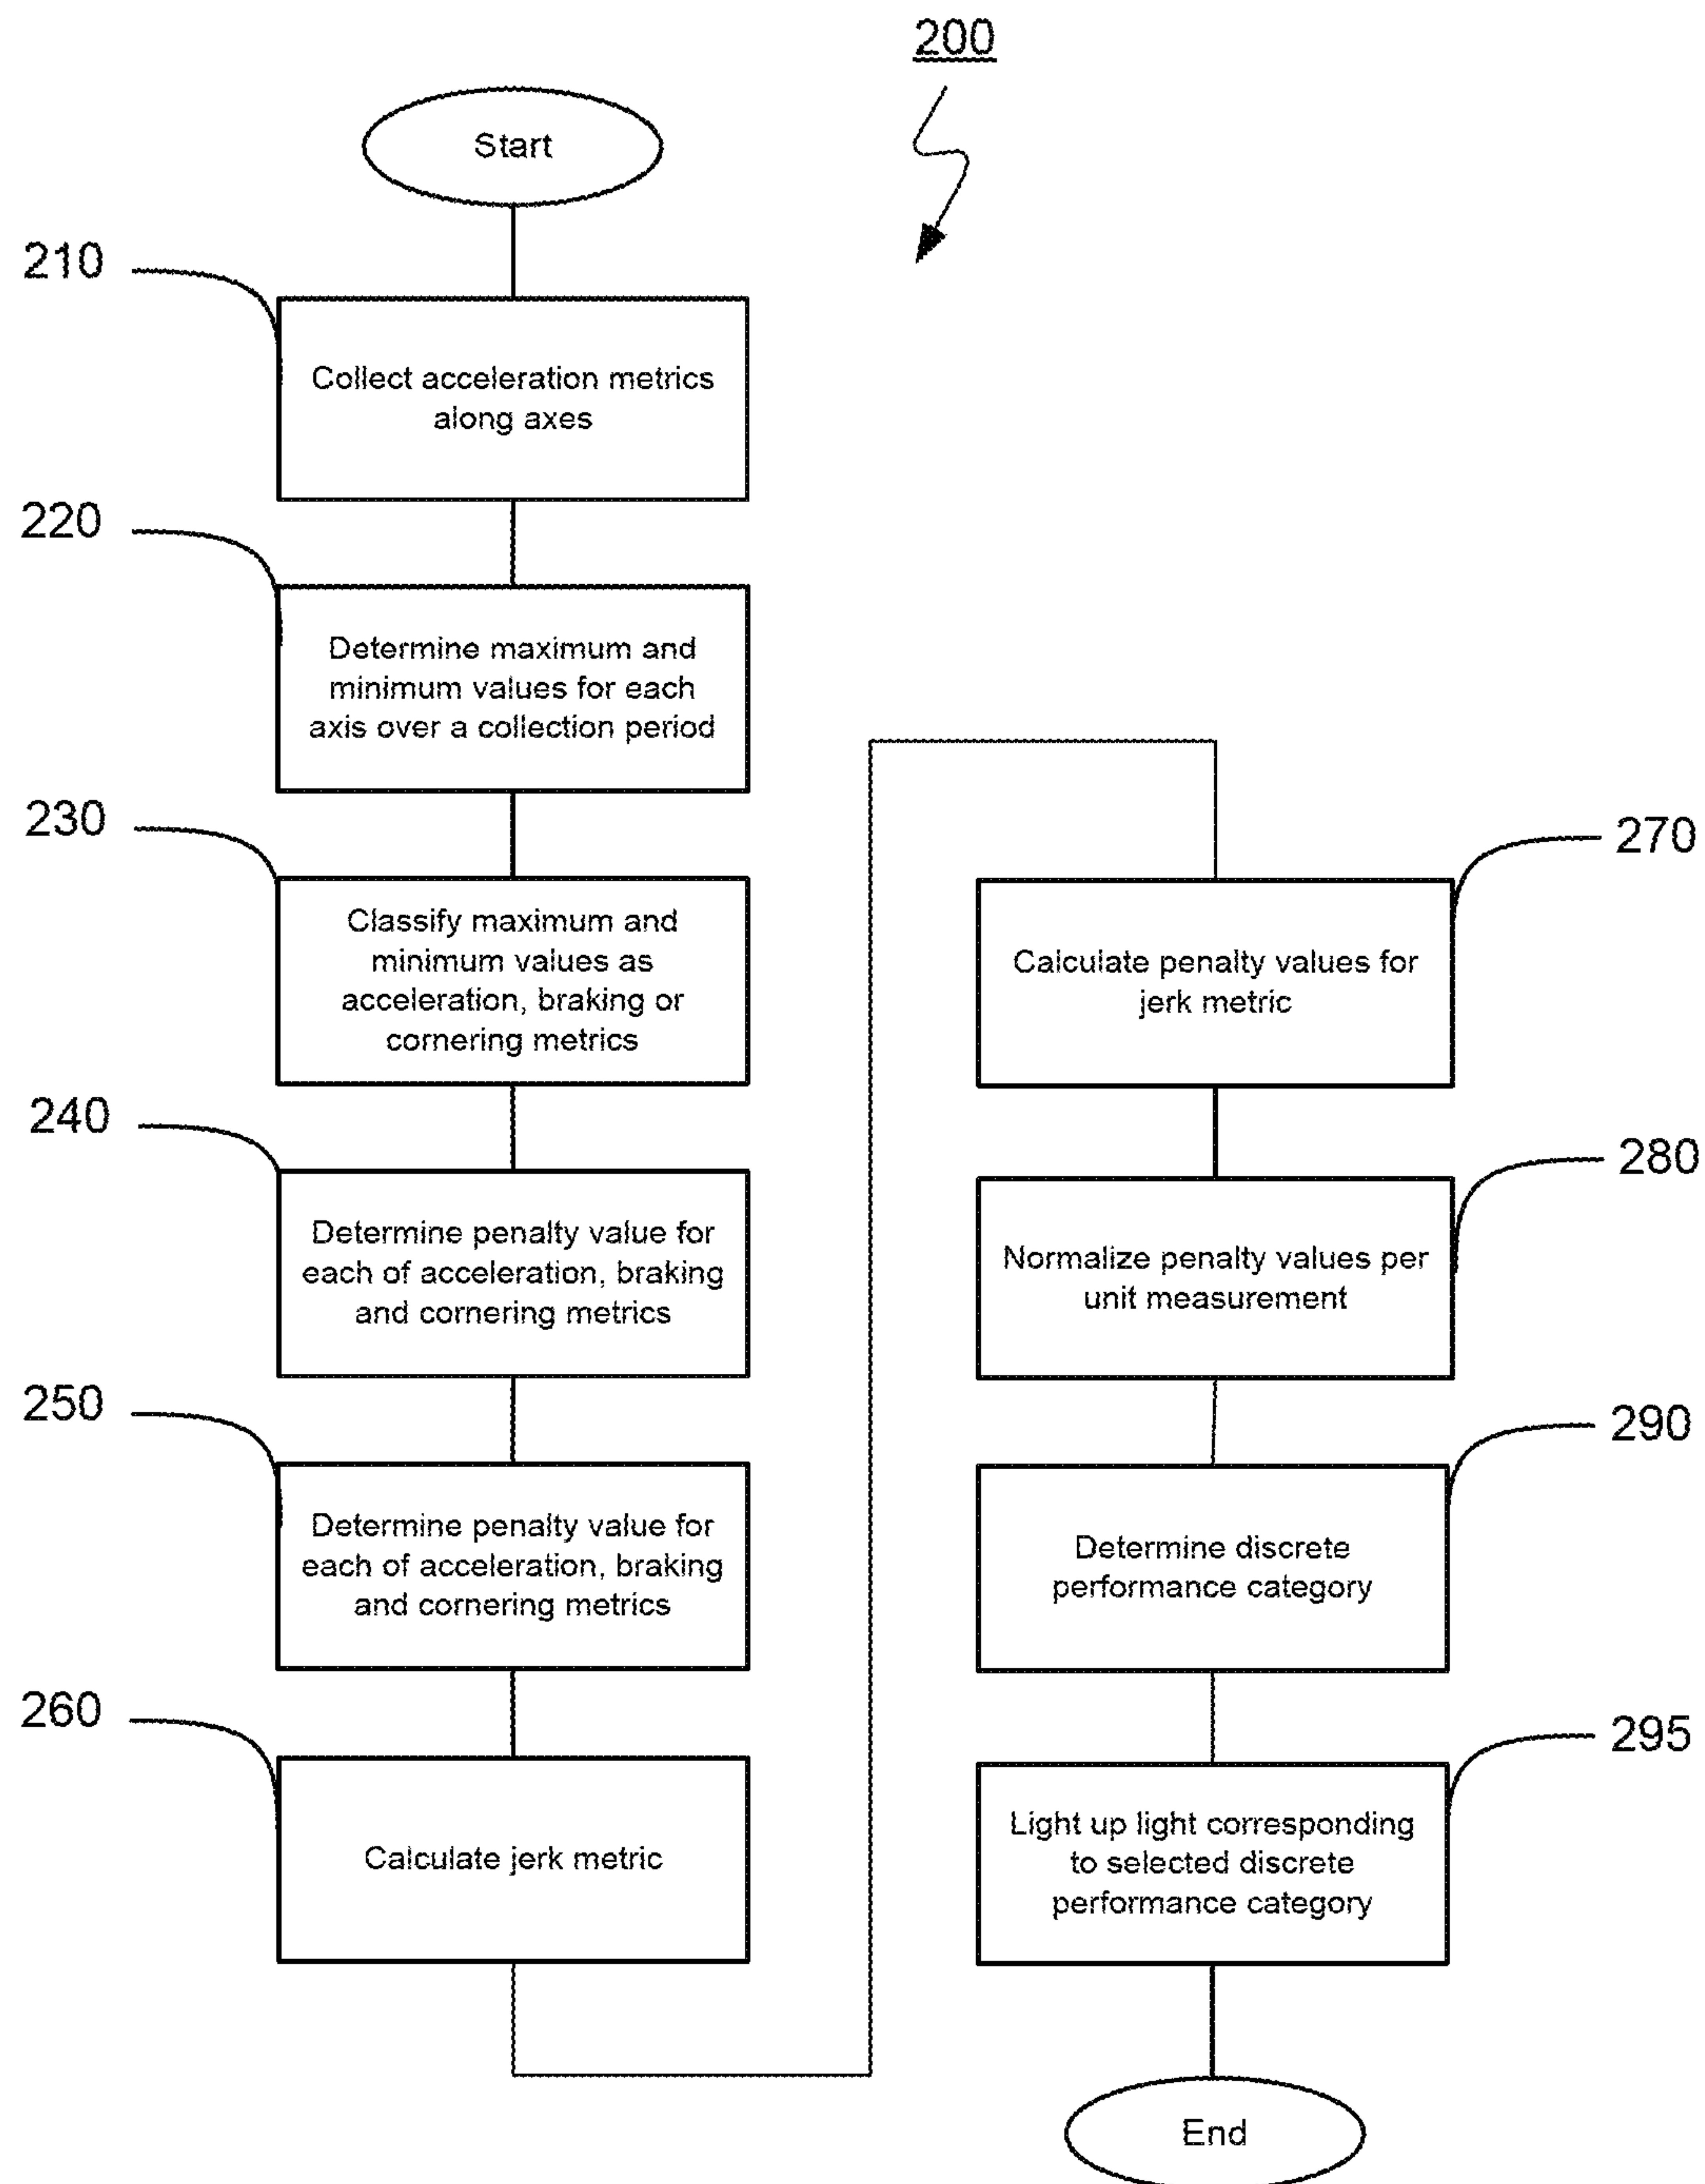 200
Start
210
Collect acceleration metrics
along axes
220
Determine maximum and
minimum values for each
axis over a collection period
230
Classify maximum and
minimum values as
acceleration, braking or
cornering metrics
240
Determine penalty value for
each of acceleration, braking
and cornering metrics
250
Determine penalty value for
each of acceleration, braking
and cornering metrics
260
Calculate jerk metric
270
Calculate penalty values for
jerk metric
280
Normalize penalty values per
unit measurement
290
Determine discrete
performance category
295
Light up light corresponding
to selected discrete
performance category
End